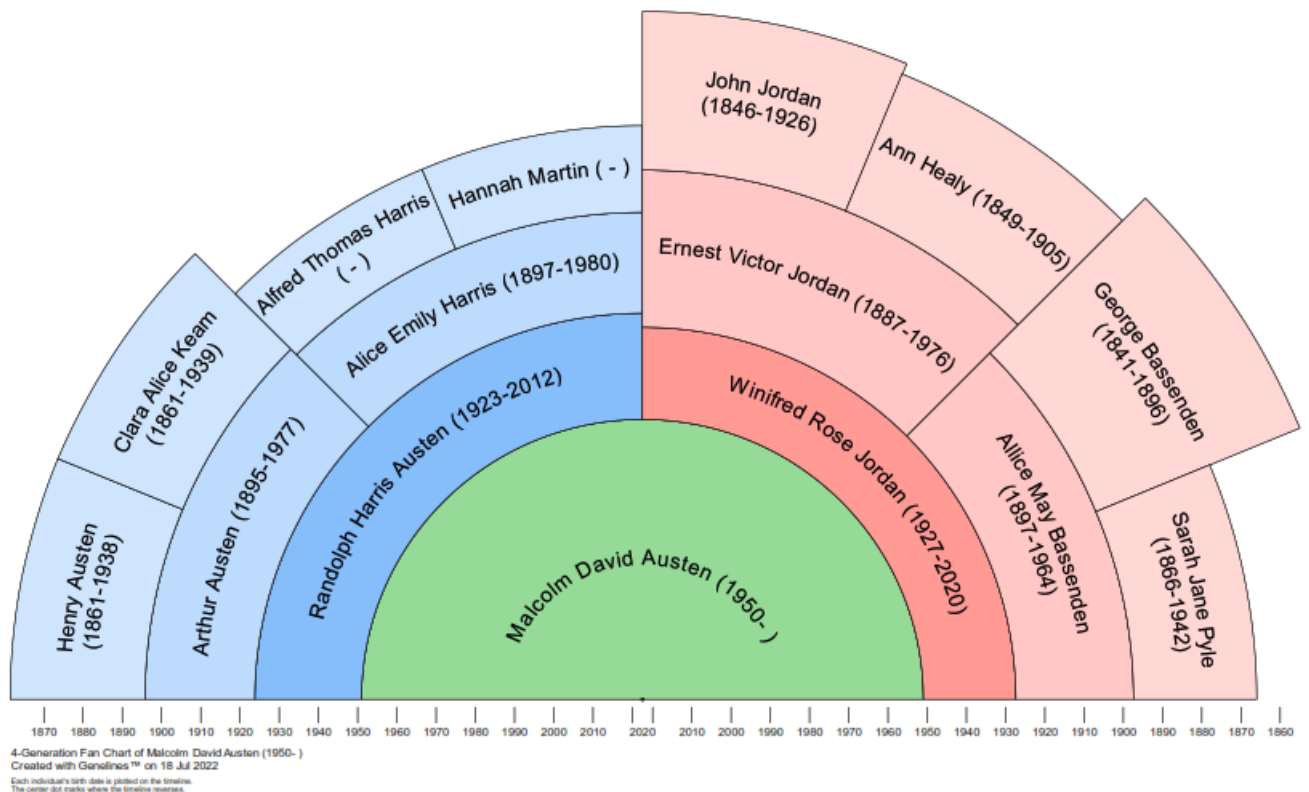 John Jordan
(1846-1926)
Ann Healy (1849-1905)
Hannah Martin ( - )
Alfred Thomas Harris
( - )
Ernest Victor Jordan (1887-1976)
Alice Emily Harris (1897-1980)
George Bassenden
(1841-1896)
Clara Alice Keam
(1861-1939)
Randolph Harris Austen (1923-2012)
Winifred Rose Jordan (1927-2020)
Arthur Austen (1895-1977)
Allice May Bassenden
(1897-1964)
Henry Austen
(1861-1938)
Sarah Jane Pyle
(1866-1942)
Malcolm David Austen (1950- )
1870 1880 1890 1900 1910 1920 1930 1940 1950 1960 1970 1980 1990 2000 2010 2020 2010 2000 1990 1980 1970 1960 1950 1940 1930 1920 1910 1900 1890 1880 1870 1860
4-Generation Fan Chart of Malcolm David Austen (1950- )
Created with Genelines™ on 18 Jul 2022
Each individual's birth date is plotted on the timeline.
The center dot marks where the timeline reverses.